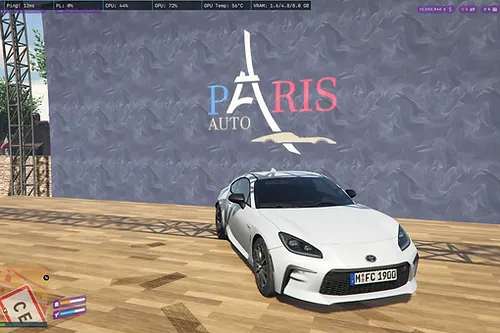 Ping: 12ms PL: 0% CPU: 44% GPU: 72% GPU Temp: 56°C VRAM: 1.6/4.8/8.0 GB
PARIS
AUTO
M FC 1900
CE